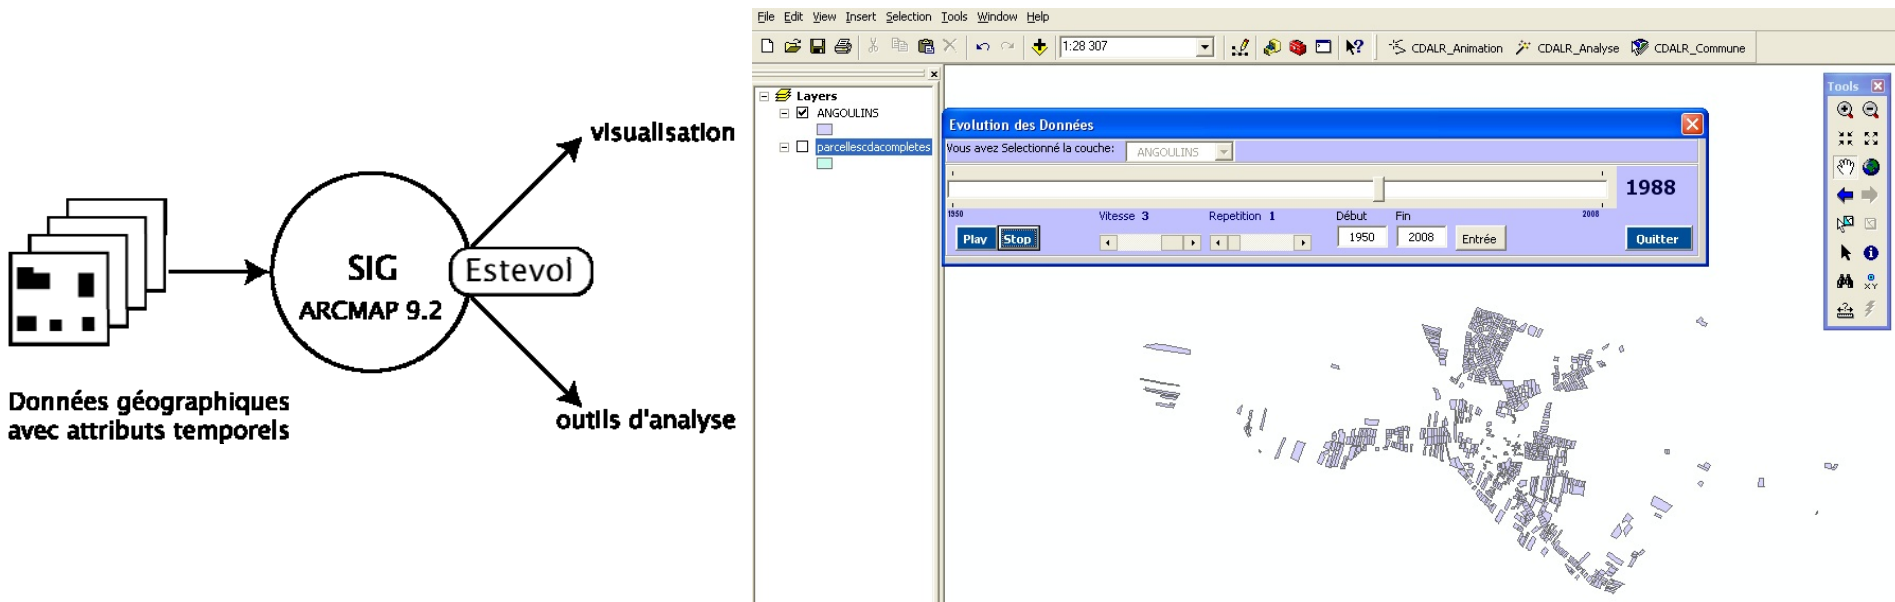 visualisation
SIG
ARCMAP 9.2
Estevol
outils d'analyse
Données géographiques
avec attributs temporels
File Edit View Insert Selection Tools Window Help
1:28 307 CDALR_Animation CDALR_Analyse CDALR_Commune
Layers
ANGOULINS
parcellescdacompletes
Evolution des Données
Vous avez Selectionné la couche: ANGOULINS
1988
1950 2008
Vitesse 3 Repetition 1 Début Fin
Play Stop 1950 2008 Entrée Quitter
Tools
XY